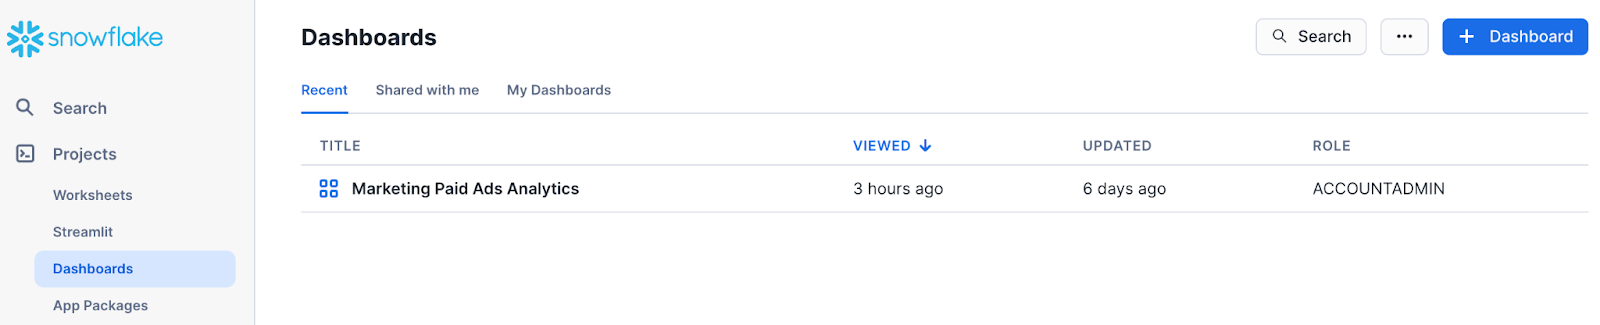 snowflake
Search
Projects
Worksheets
Streamlit
Dashboards
App Packages
Dashboards
Search
Dashboard
Recent Shared with me My Dashboards
TITLE VIEWED UPDATED ROLE
Marketing Paid Ads Analytics 3 hours ago 6 days ago ACCOUNTADMIN